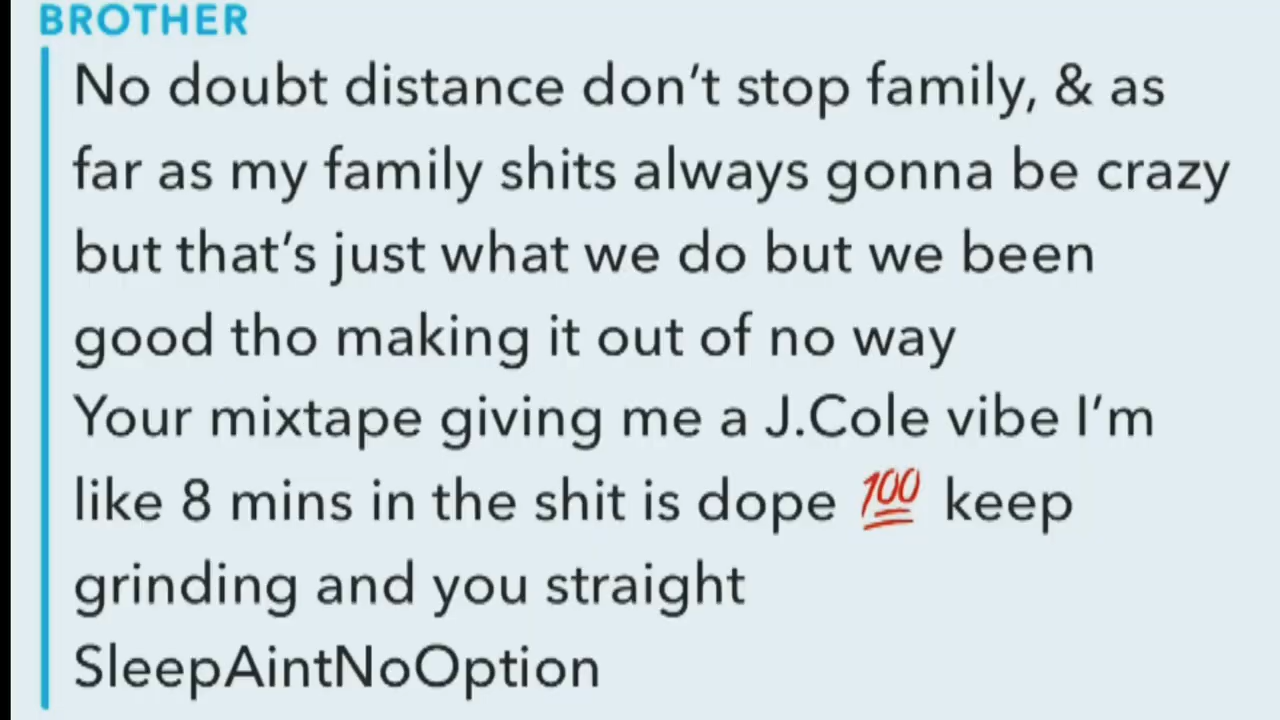 BROTHER
No doubt distance don't stop family, & as
far as my family shits always gonna be crazy
but that's just what we do but we been
good tho making it out of no way
Your mixtape giving me a J.Cole vibe I'm
like 8 mins in the shit is dope 💯 keep
grinding and you straight
SleepAintNoOption